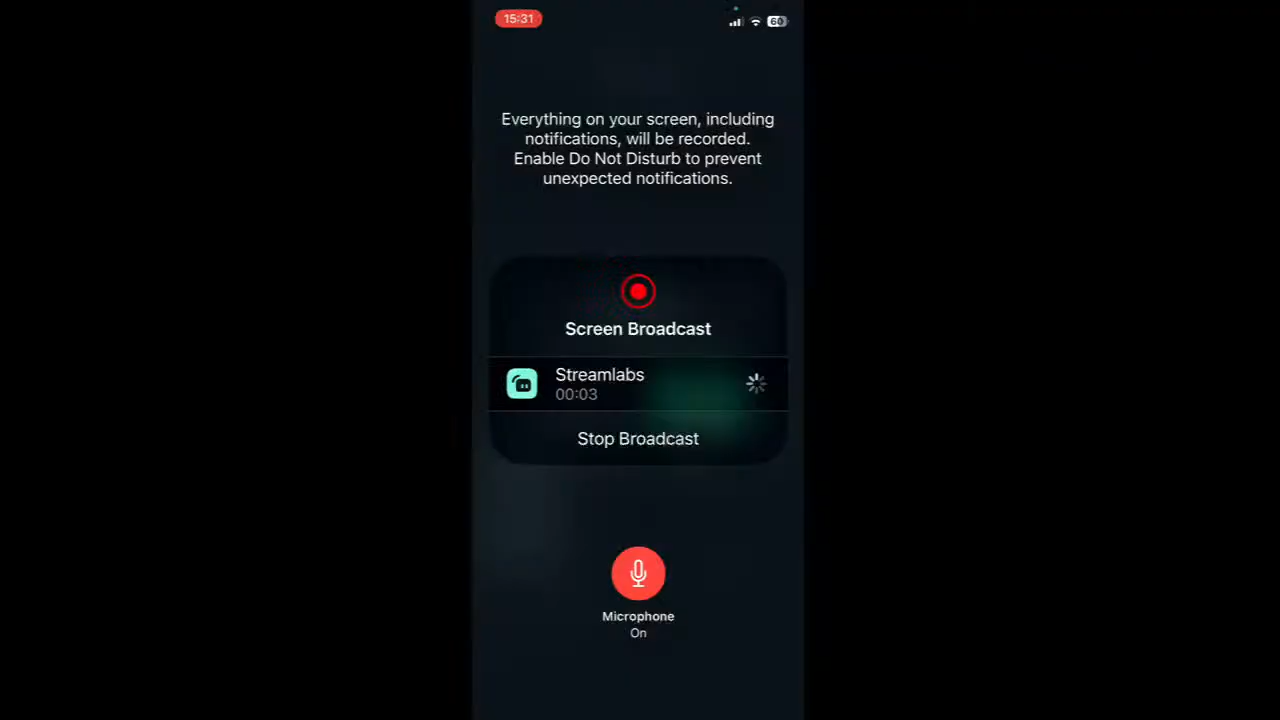 15:31
60
Everything on your screen, including
notifications, will be recorded.
Enable Do Not Disturb to prevent
unexpected notifications.
Screen Broadcast
Streamlabs
00:03
Stop Broadcast
Microphone
On